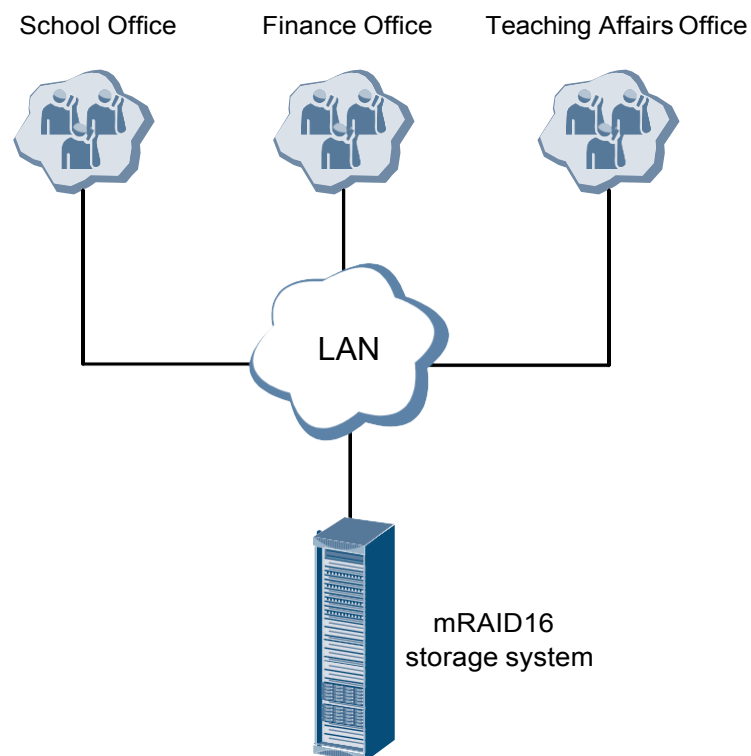 School Office
Finance Office
Teaching Affairs Office
LAN
mRAID16
storage system